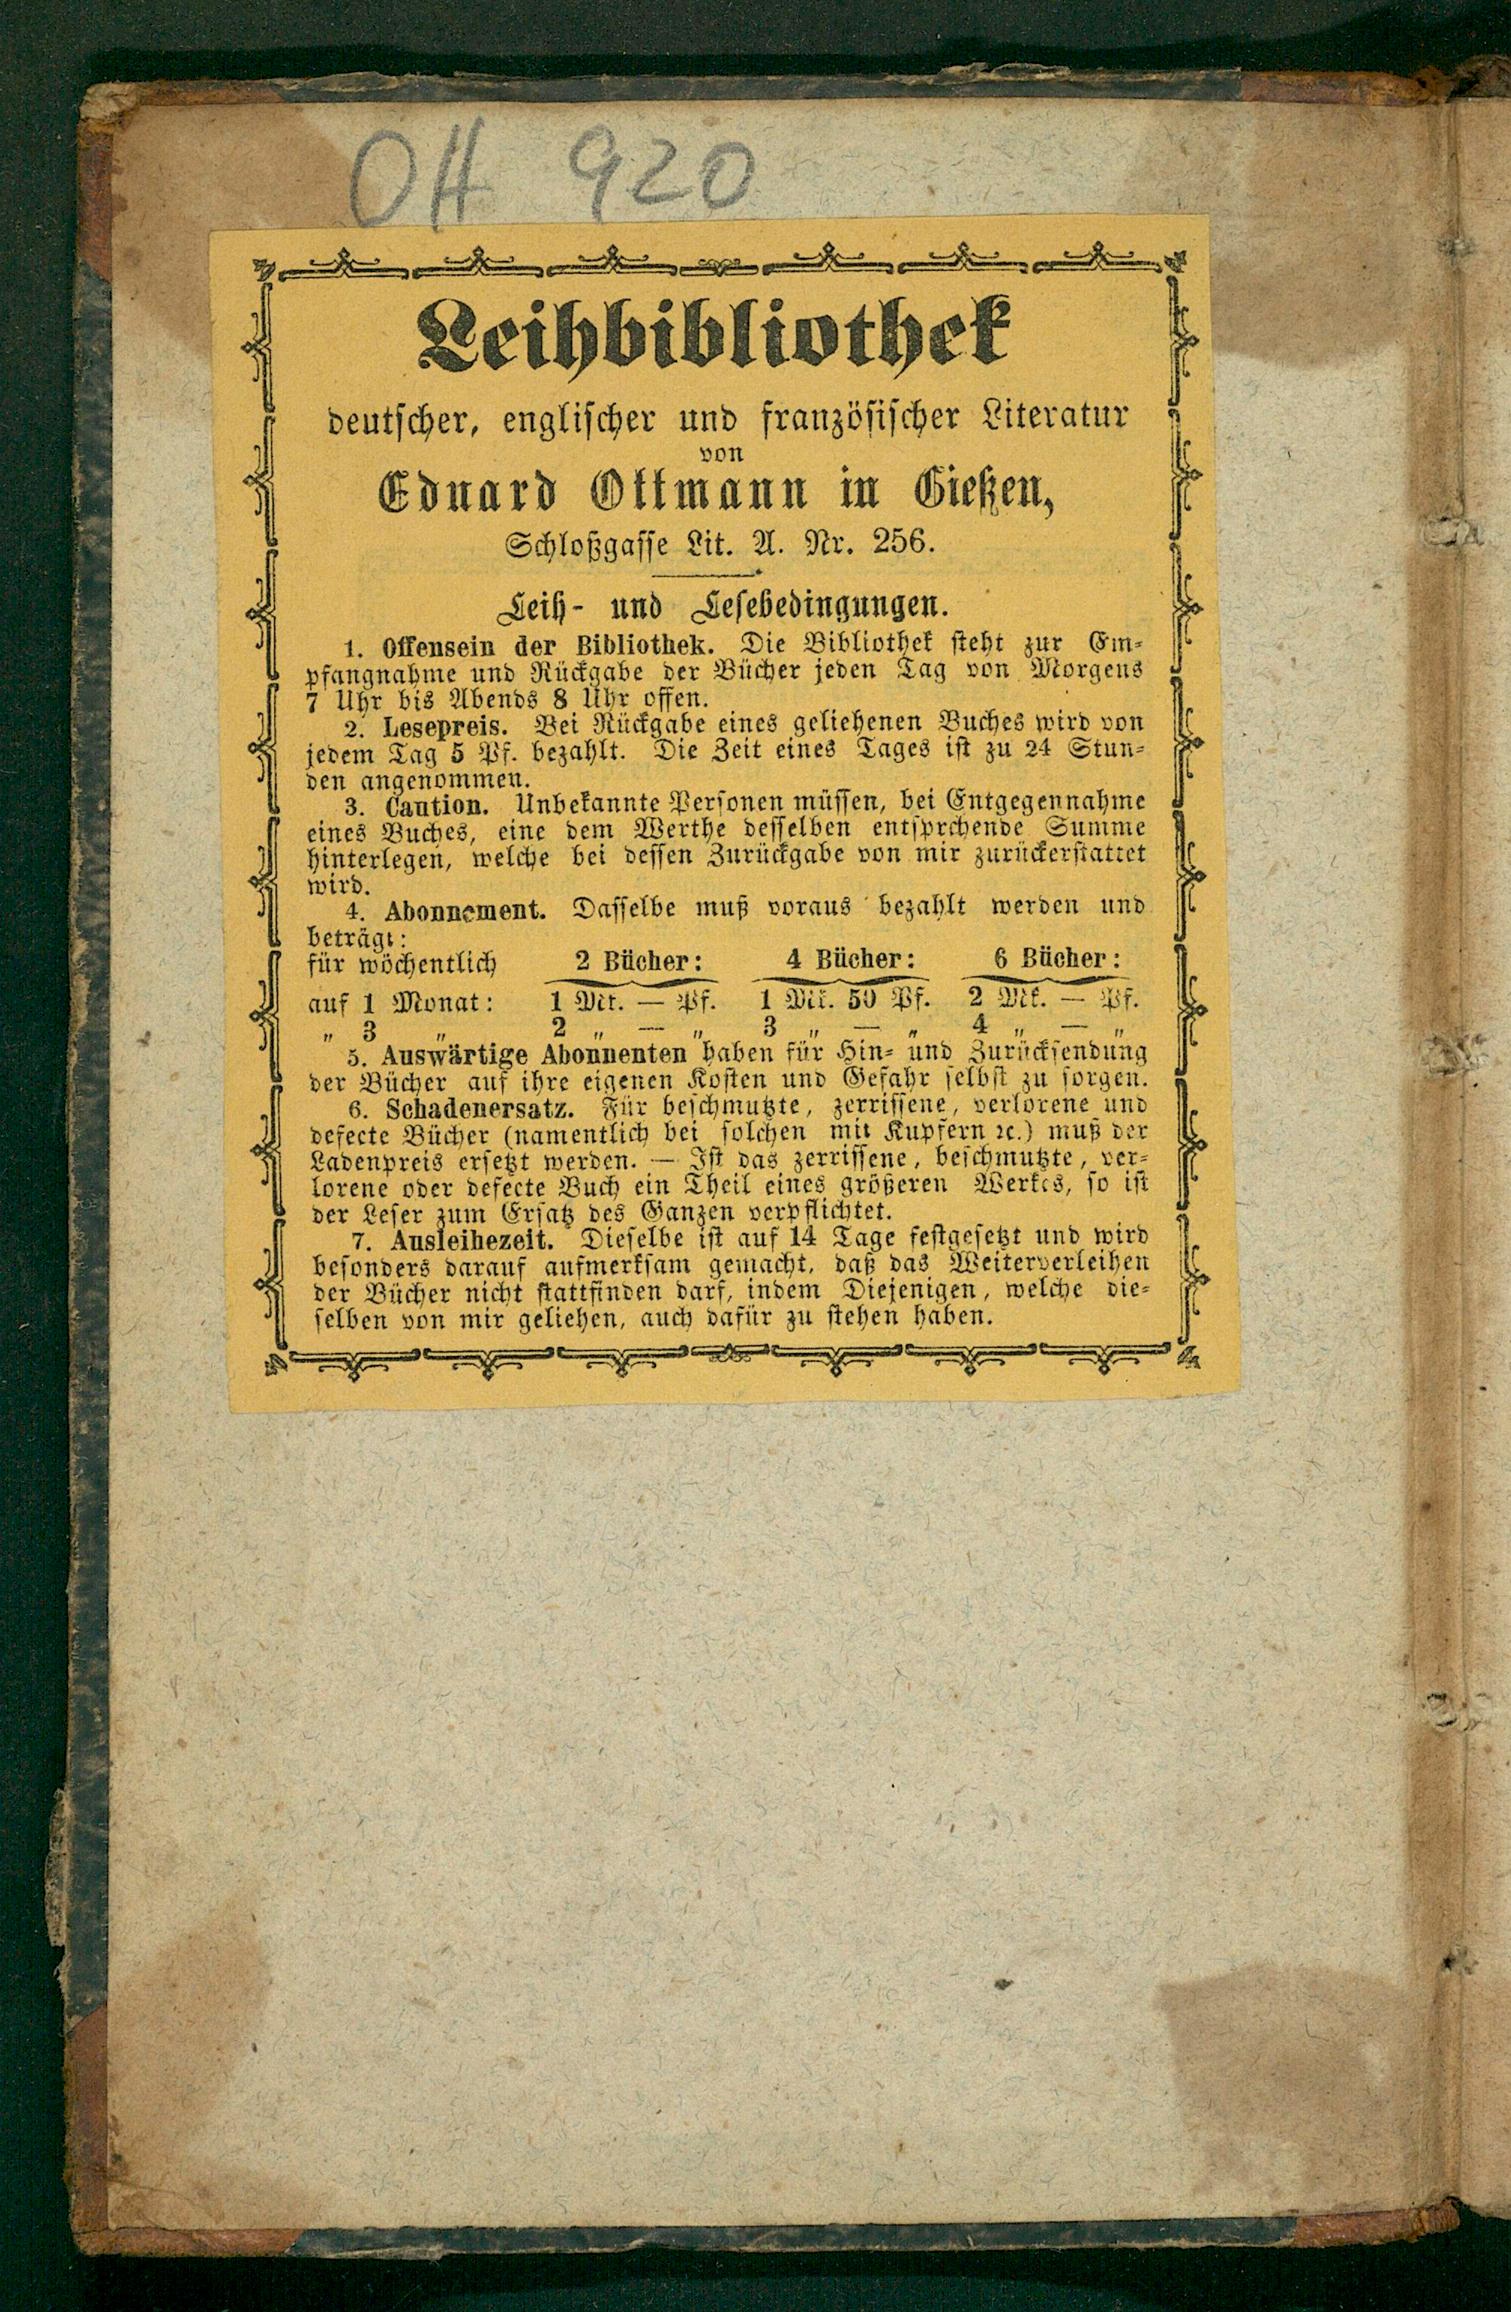 OH 920
Leihbibliothek
deutscher, englischer und französischer Literatur
von
Eduard Ottmann in Gießen,
Schloßgasse Lit. A. Nr. 256.
Leih- und Lesebedingungen.
1. Offensein der Bibliothek. Die Bibliothek steht zur Em-
pfangnahme und Rückgabe der Bücher jeden Tag von Morgens
7 Uhr bis Abends 8 Uhr offen.
2. Lesepreis. Bei Rückgabe eines geliehenen Buches wird von
jedem Tag 5 Pf. bezahlt. Die Zeit eines Tages ist zu 24 Stun-
den angenommen.
3. Caution. Unbekannte Personen müssen, bei Entgegennahme
eines Buches, eine dem Werthe desselben entsprchende Summe
hinterlegen, welche bei dessen Zurückgabe von mir zurückerstattet
wird.
4. Abonnement. Dasselbe muß voraus bezahlt werden und
beträgt:
für wöchentlich 2 Bücher: 4 Bücher: 6 Bücher:
auf 1 Monat: 1 Mk. — Pf. 1 Mk. 50 Pf. 2 Mk. — Pf.
„ 3 „ 2 „ — „ 3 „ — „ 4 „ — „
5. Auswärtige Abonnenten haben für Hin- und Zurücksendung
der Bücher auf ihre eigenen Kosten und Gefahr selbst zu sorgen.
6. Schadenersatz. Für beschmutzte, zerrissene, verlorene und
defecte Bücher (namentlich bei solchen mit Kupfern ꝛc.) muß der
Ladenpreis ersetzt werden. — Ist das zerrissene, beschmutzte, ver-
lorene oder defecte Buch ein Theil eines größeren Werkes, so ist
der Leser zum Ersatz des Ganzen verpflichtet.
7. Ausleihezeit. Dieselbe ist auf 14 Tage festgesetzt und wird
besonders darauf aufmerksam gemacht, daß das Weiterverleihen
der Bücher nicht stattfinden darf, indem Diejenigen, welche die-
selben von mir geliehen, auch dafür zu stehen haben.